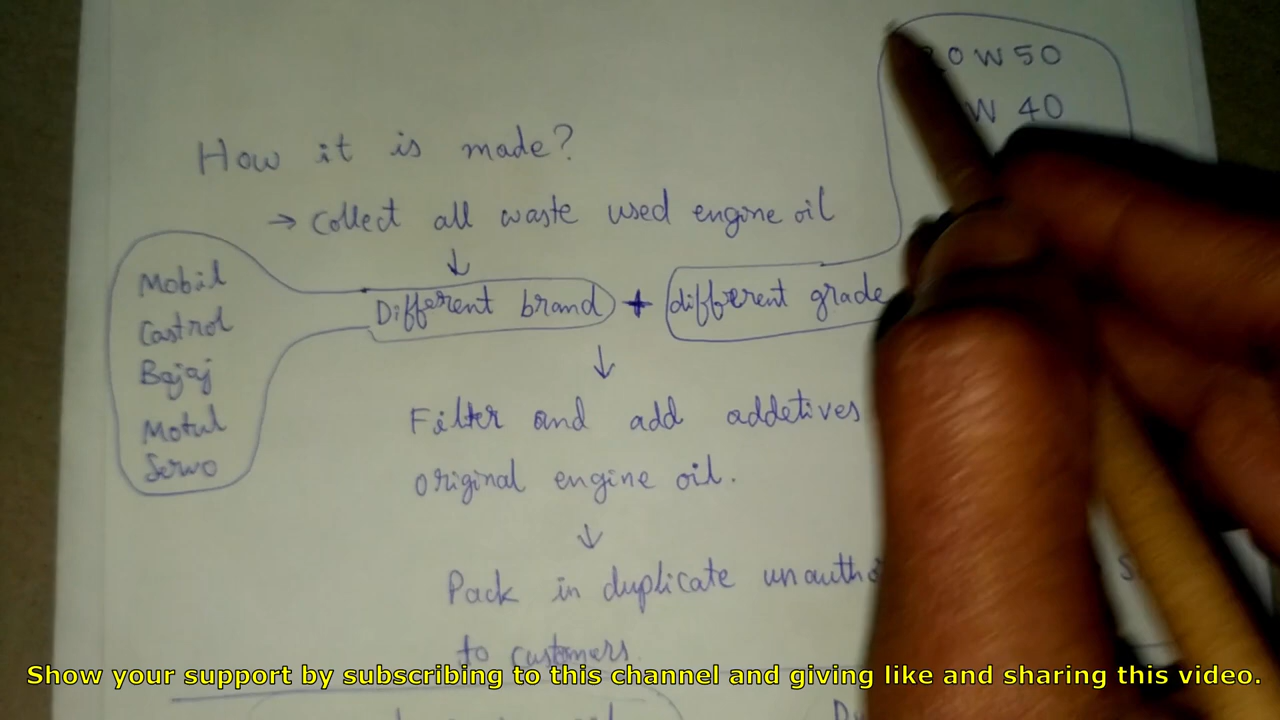 W50
W 40
How it is made?
→ Collect all waste used engine oil
↓
Mobil
Castrol
Bajaj
Motul
Servo
Different brand + different grade
↓
Filter and add addetives
original engine oil.
↓
Pack in duplicate
to customers
Show your support by subscribing to this channel and giving like and sharing this video.